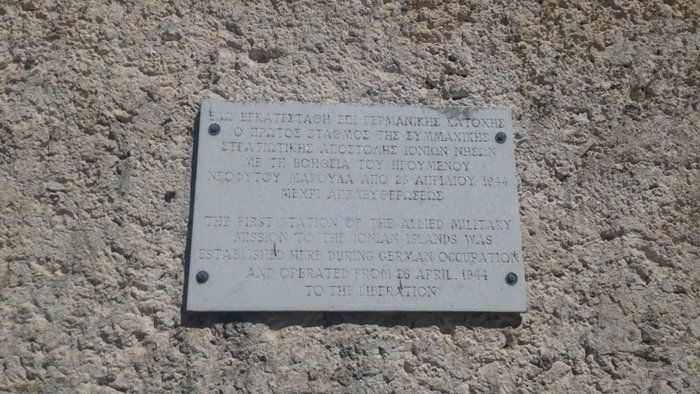 ΕΔΩ ΕΓΚΑΤΕΣΤΑΘΗ ΕΠΙ ΓΕΡΜΑΝΙΚΗΣ ΚΑΤΟΧΗΣ
Ο ΠΡΩΤΟΣ ΣΤΑΘΜΟΣ ΤΗΣ ΣΥΜΜΑΧΙΚΗΣ
ΣΤΡΑΤΙΩΤΙΚΗΣ ΑΠΟΣΤΟΛΗΣ ΙΟΝΙΩΝ ΝΗΣΩΝ
ΜΕ ΤΗ ΒΟΗΘΕΙΑ ΤΟΥ ΗΓΟΥΜΕΝΟΥ
ΝΕΟΦΥΤΟΥ ΜΑΡΟΥΔΑ ΑΠΟ 26 ΑΠΡΙΛΙΟΥ 1944
ΜΕΧΡΙ ΑΠΕΛΕΥΘΕΡΩΣΕΩΣ
THE FIRST STATION OF THE ALLIED MILITARY
MISSION TO THE IONIAN ISLANDS WAS
ESTABLISHED HERE DURING GERMAN OCCUPATION
AND OPERATED FROM 26 APRIL 1944
TO THE LIBERATION